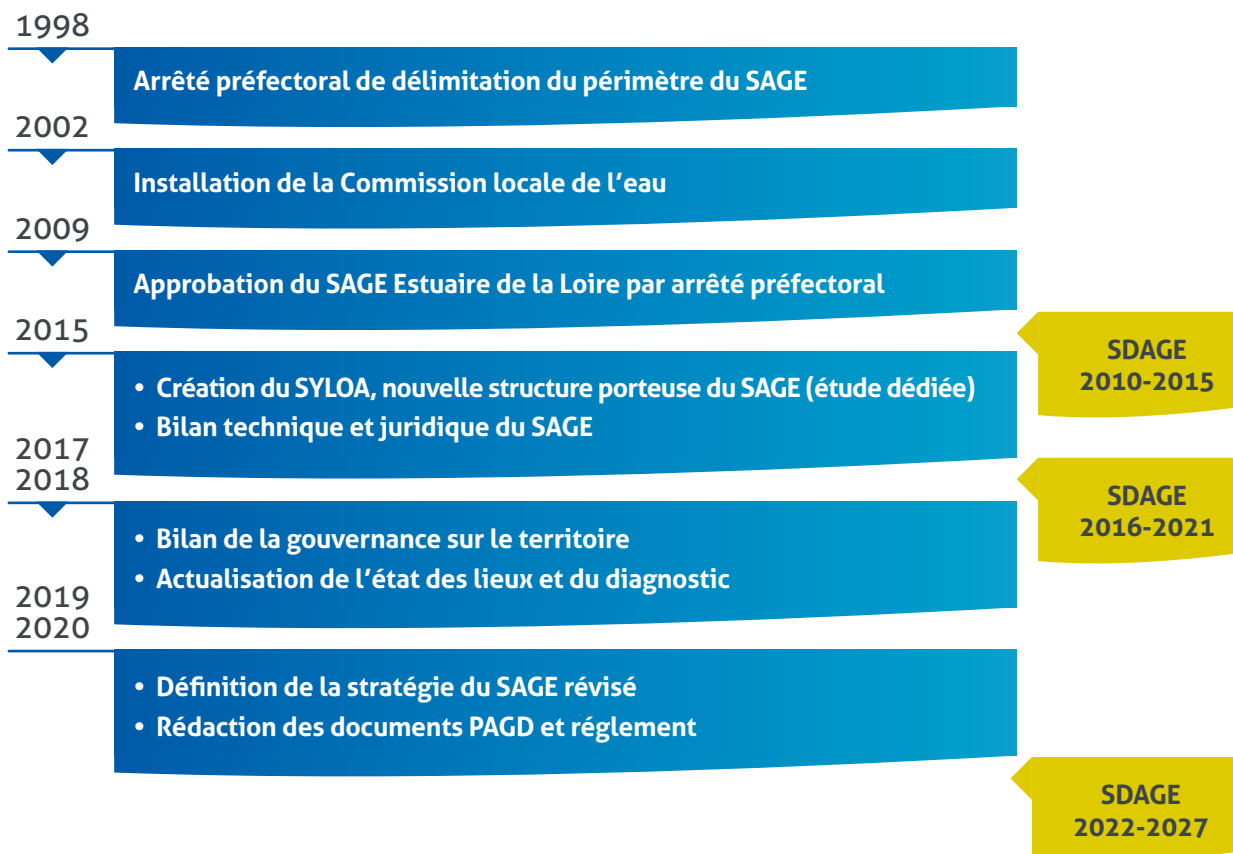 1998
Arrêté préfectoral de délimitation du périmètre du SAGE
2002
Installation de la Commission locale de l’eau
2009
Approbation du SAGE Estuaire de la Loire par arrêté préfectoral
2015
SDAGE
2010-2015
• Création du SYLOA, nouvelle structure porteuse du SAGE (étude dédiée)
• Bilan technique et juridique du SAGE
2017
2018
SDAGE
2016-2021
• Bilan de la gouvernance sur le territoire
• Actualisation de l’état des lieux et du diagnostic
2019
2020
• Définition de la stratégie du SAGE révisé
• Rédaction des documents PAGD et réglement
SDAGE
2022-2027